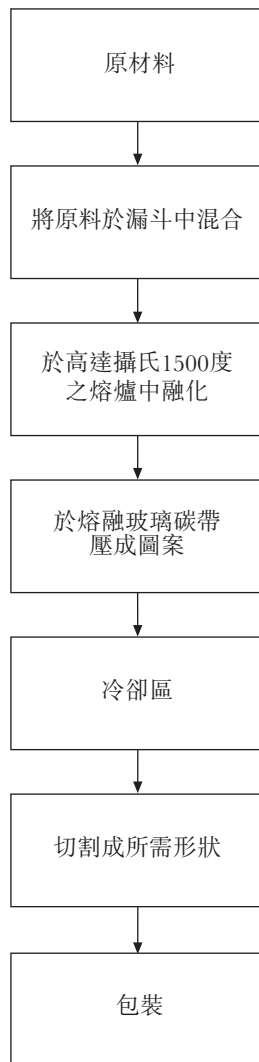 原材料
將原料於漏斗中混合
於高達攝氏1500度
之熔爐中融化
於熔融玻璃碳帶
壓成圖案
冷卻區
切割成所需形狀
包裝